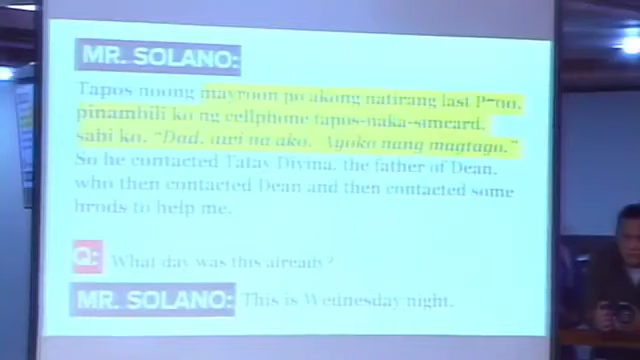 MR. SOLANO:
Tapos noong mayroon po akong natirang last P700,
pinambili ko ng cellphone tapos naka-simcard,
sabi ko, "Dad, uwi na ako. Ayoko nang magtago."
So he contacted Tatay Divina, the father of Dean,
who then contacted Dean and then contacted some
brods to help me.
Q: What day was this already?
MR. SOLANO: This is Wednesday night.